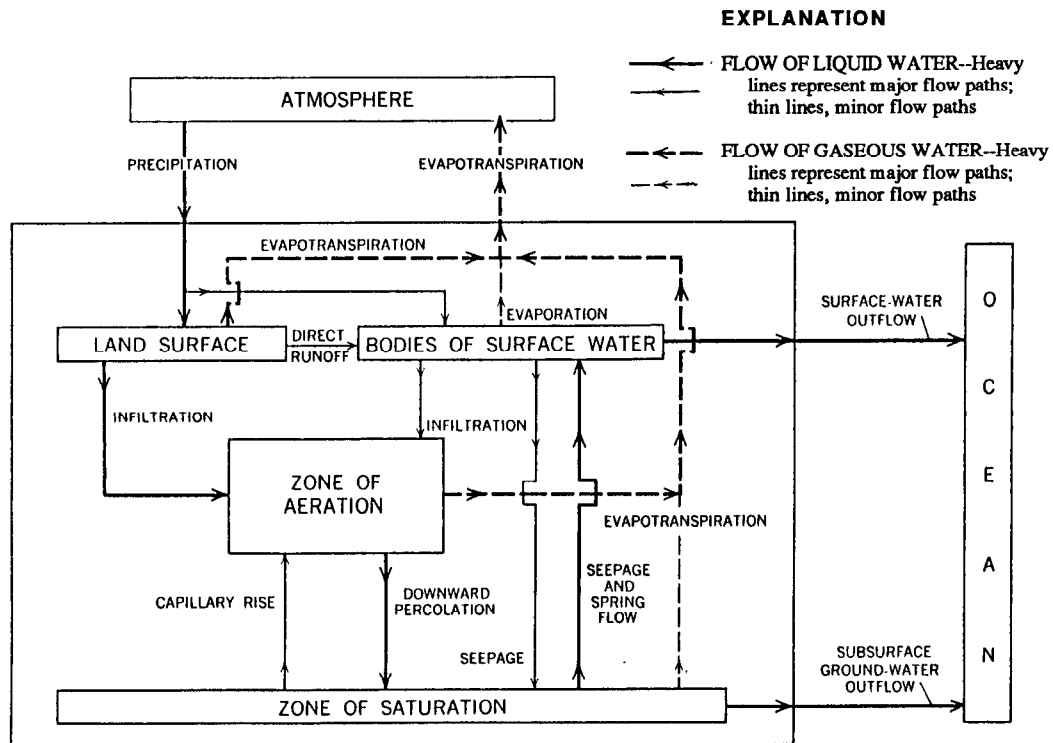 EXPLANATION
FLOW OF LIQUID WATER--Heavy
lines represent major flow paths;
thin lines, minor flow paths
FLOW OF GASEOUS WATER--Heavy
lines represent major flow paths;
thin lines, minor flow paths
ATMOSPHERE
PRECIPITATION
EVAPOTRANSPIRATION
EVAPOTRANSPIRATION
EVAPORATION
SURFACE-WATER
OUTFLOW
LAND SURFACE
DIRECT
RUNOFF
BODIES OF SURFACE WATER
INFILTRATION
INFILTRATION
ZONE OF
AERATION
EVAPOTRANSPIRATION
CAPILLARY RISE
DOWNWARD
PERCOLATION
SEEPAGE
AND
SPRING
FLOW
SEEPAGE
SUBSURFACE
GROUND-WATER
OUTFLOW
ZONE OF SATURATION
O
C
E
A
N